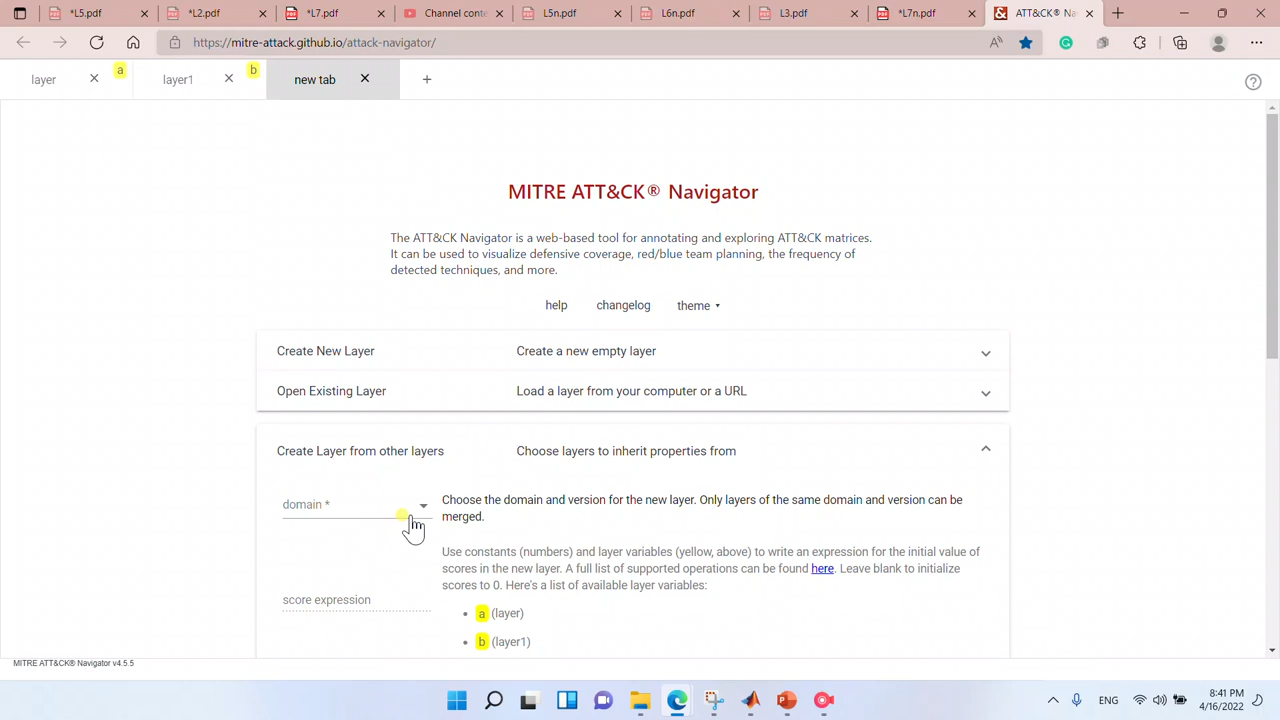 *L5.pdf
*L2.pdf
*L7.pdf
Channel cont
L5n.pdf
L6n.pdf
L3.pdf
*L7n.pdf
ATT&CK® Na
https://mitre-attack.github.io/attack-navigator/
layer
a
layer1
b
new tab
MITRE ATT&CK® Navigator
The ATT&CK Navigator is a web-based tool for annotating and exploring ATT&CK matrices.
It can be used to visualize defensive coverage, red/blue team planning, the frequency of
detected techniques, and more.
help changelog theme
Create New Layer Create a new empty layer
Open Existing Layer Load a layer from your computer or a URL
Create Layer from other layers Choose layers to inherit properties from
domain * Choose the domain and version for the new layer. Only layers of the same domain and version can be
merged.
Use constants (numbers) and layer variables (yellow, above) to write an expression for the initial value of
scores in the new layer. A full list of supported operations can be found here. Leave blank to initialize
score expression scores to 0. Here's a list of available layer variables:
• a (layer)
• b (layer1)
MITRE ATT&CK® Navigator v4.5.5
ENG
8:41 PM
4/16/2022